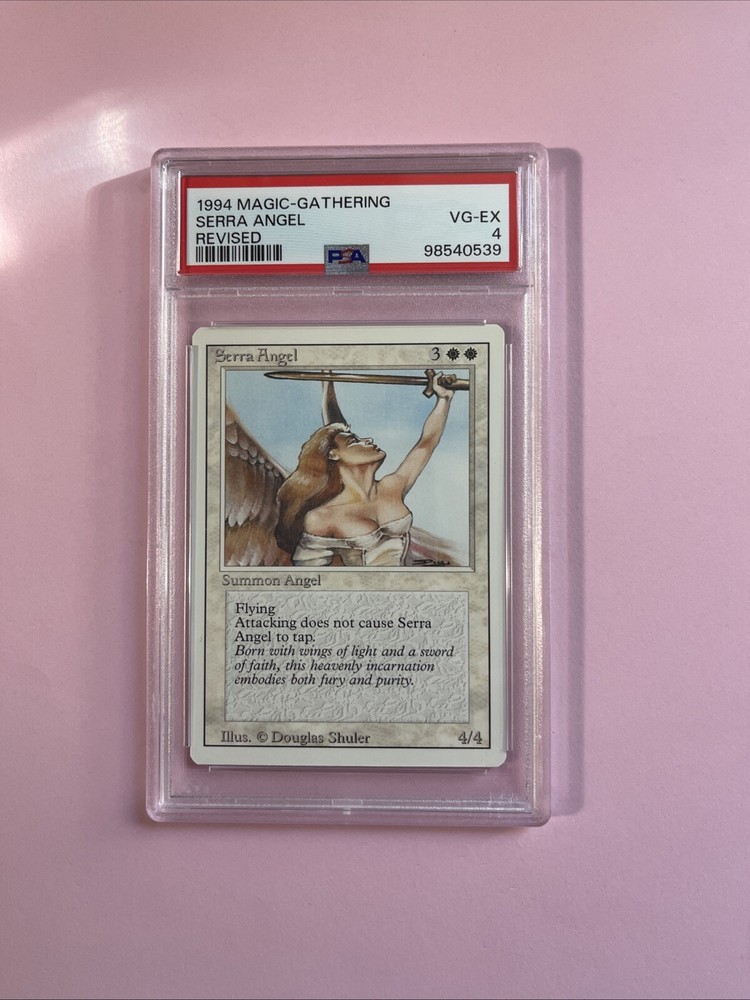 1994 MAGIC-GATHERING
SERRA ANGEL VG-EX
REVISED 4
98540539
PSA
Serra Angel 3
Summon Angel
Flying
Attacking does not cause Serra
Angel to tap.
Born with wings of light and a sword
of faith, this heavenly incarnation
embodies both fury and purity.
Illus. © Douglas Shuler 4/4